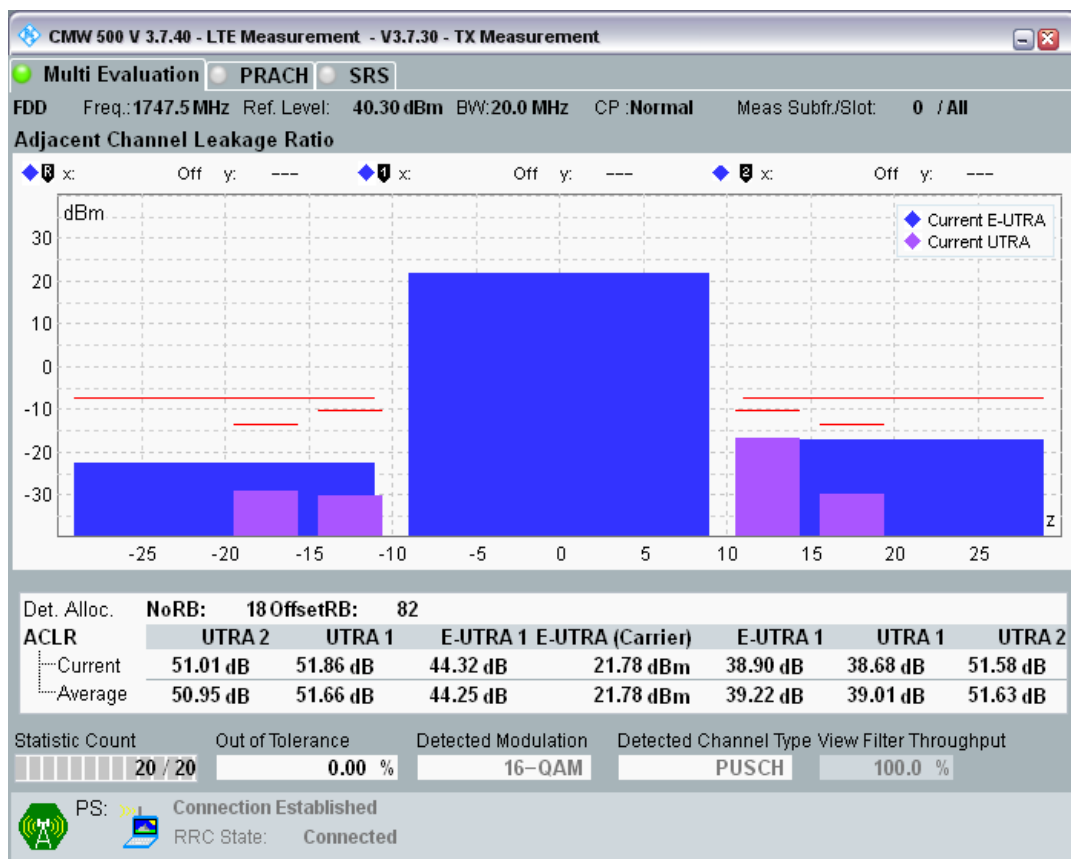 CMW 500 V 3.7.40 - LTE Measurement - V3.7.30 - TX Measurement
Multi Evaluation PRACH SRS
FDD Freq.: 1747.5 MHz Ref. Level: 40.30 dBm BW: 20.0 MHz CP : Normal Meas Subfr./Slot: 0 / All
Adjacent Channel Leakage Ratio
R x: Off y: --- 1 x: Off y: --- 2 x: Off y: ---
dBm
Current E-UTRA
Current UTRA
30
20
10
0
-10
-20
-30
z
-25 -20 -15 -10 -5 0 5 10 15 20 25
Det. Alloc. NoRB: 18 OffsetRB: 82
ACLR UTRA 2 UTRA 1 E-UTRA 1 E-UTRA (Carrier) E-UTRA 1 UTRA 1 UTRA 2
Current 51.01 dB 51.86 dB 44.32 dB 21.78 dBm 38.90 dB 38.68 dB 51.58 dB
Average 50.95 dB 51.66 dB 44.25 dB 21.78 dBm 39.22 dB 39.01 dB 51.63 dB
Statistic Count Out of Tolerance Detected Modulation Detected Channel Type View Filter Throughput
20 / 20 0.00 % 16-QAM PUSCH 100.0 %
PS: Connection Established
RRC State: Connected